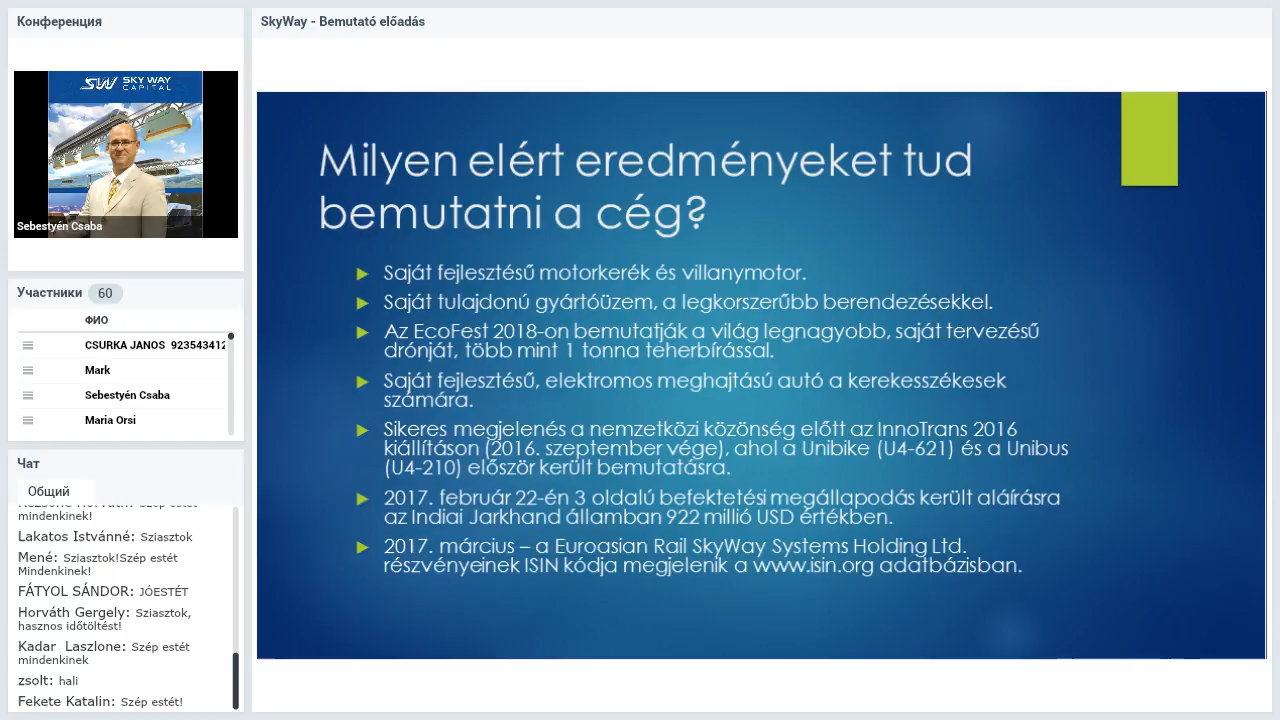 Конференция
SKY WAY
CAPITAL
Sebestyén Csaba
Участники 60
ФИО
CSURKA JANOS 923543412
Mark
Sebestyén Csaba
Maria Orsi
Чат
Общий
Szép estét
mindenkinek!
Lakatos Istvánné: Sziasztok
Mené: Sziasztok!Szép estét
Mindenkinek!
FÁTYOL SÁNDOR: JÓESTÉT
Horváth Gergely: Sziasztok,
hasznos időtöltést!
Kadar Laszlone: Szép estét
mindenkinek
zsolt: hali
Fekete Katalin: Szép estét!
SkyWay - Bemutató előadás
Milyen elért eredményeket tud
bemutatni a cég?
Saját fejlesztésű motorkerék és villanymotor.
Saját tulajdonú gyártóüzem, a legkorszerűbb berendezésekkel.
Az EcoFest 2018-on bemutatják a világ legnagyobb, saját tervezésű
drónját, több mint 1 tonna teherbírással.
Saját fejlesztésű, elektromos meghajtású autó a kerekesszékesek
számára.
Sikeres megjelenés a nemzetközi közönség előtt az InnoTrans 2016
kiállításon (2016. szeptember vége), ahol a Unibike (U4-621) és a Unibus
(U4-210) először került bemutatásra.
2017. február 22-én 3 oldalú befektetési megállapodás került aláírásra
az Indiai Jarkhand államban 922 millió USD értékben.
2017. március – a Euroasian Rail SkyWay Systems Holding Ltd.
részvényeinek ISIN kódja megjelenik a www.isin.org adatbázisban.